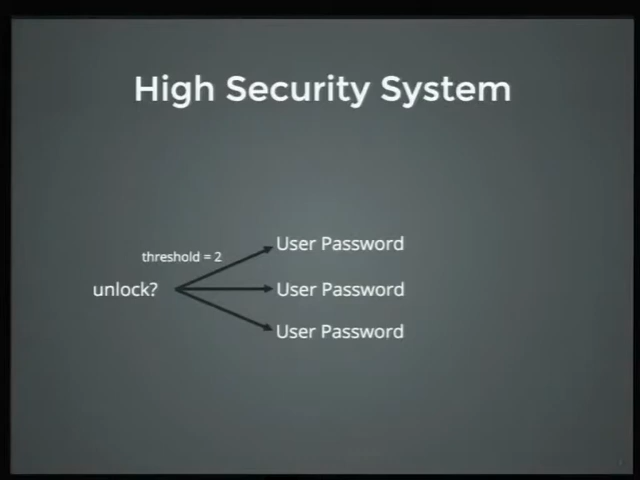 High Security System
threshold = 2
User Password
unlock?
User Password
User Password